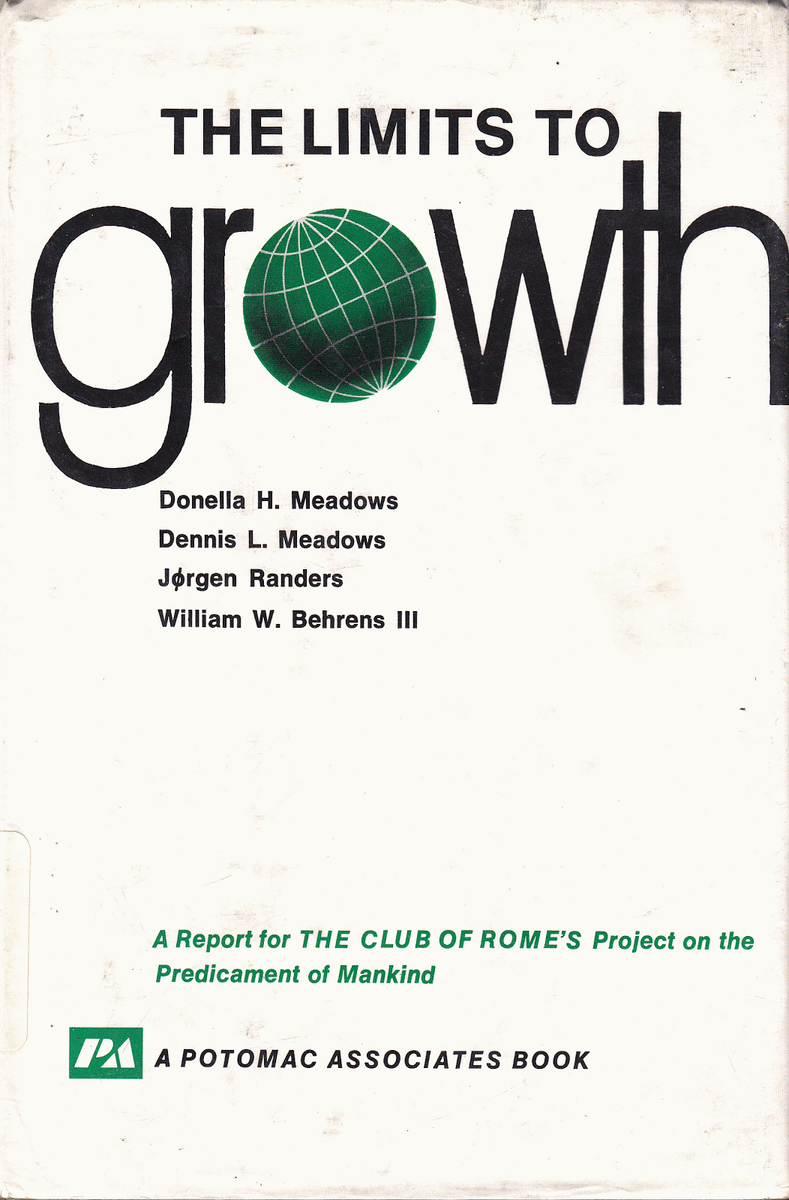 THE LIMITS TO
growth
Donella H. Meadows
Dennis L. Meadows
Jørgen Randers
William W. Behrens III
A Report for THE CLUB OF ROME'S Project on the
Predicament of Mankind
PA
A POTOMAC ASSOCIATES BOOK